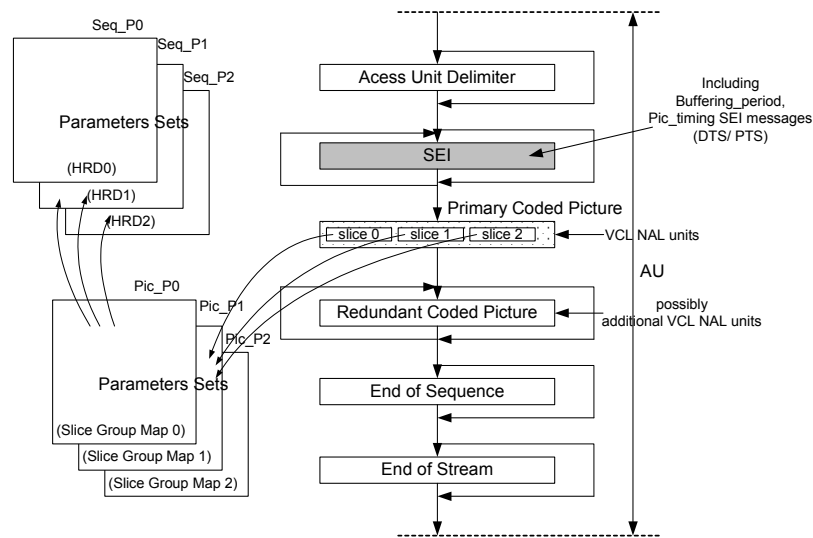 Seq_P0
Seq_P1
Seq_P2
Parameters Sets
(HRD0)
(HRD1)
(HRD2)
Pic_P0
Pic_P1
Pic_P2
Parameters Sets
(Slice Group Map 0)
(Slice Group Map 1)
(Slice Group Map 2)
Acess Unit Delimiter
SEI
Primary Coded Picture
slice 0
slice 1
slice 2
Redundant Coded Picture
End of Sequence
End of Stream
Including
Buffering_period,
Pic_timing SEI messages
(DTS/ PTS)
VCL NAL units
AU
possibly
additional VCL NAL units